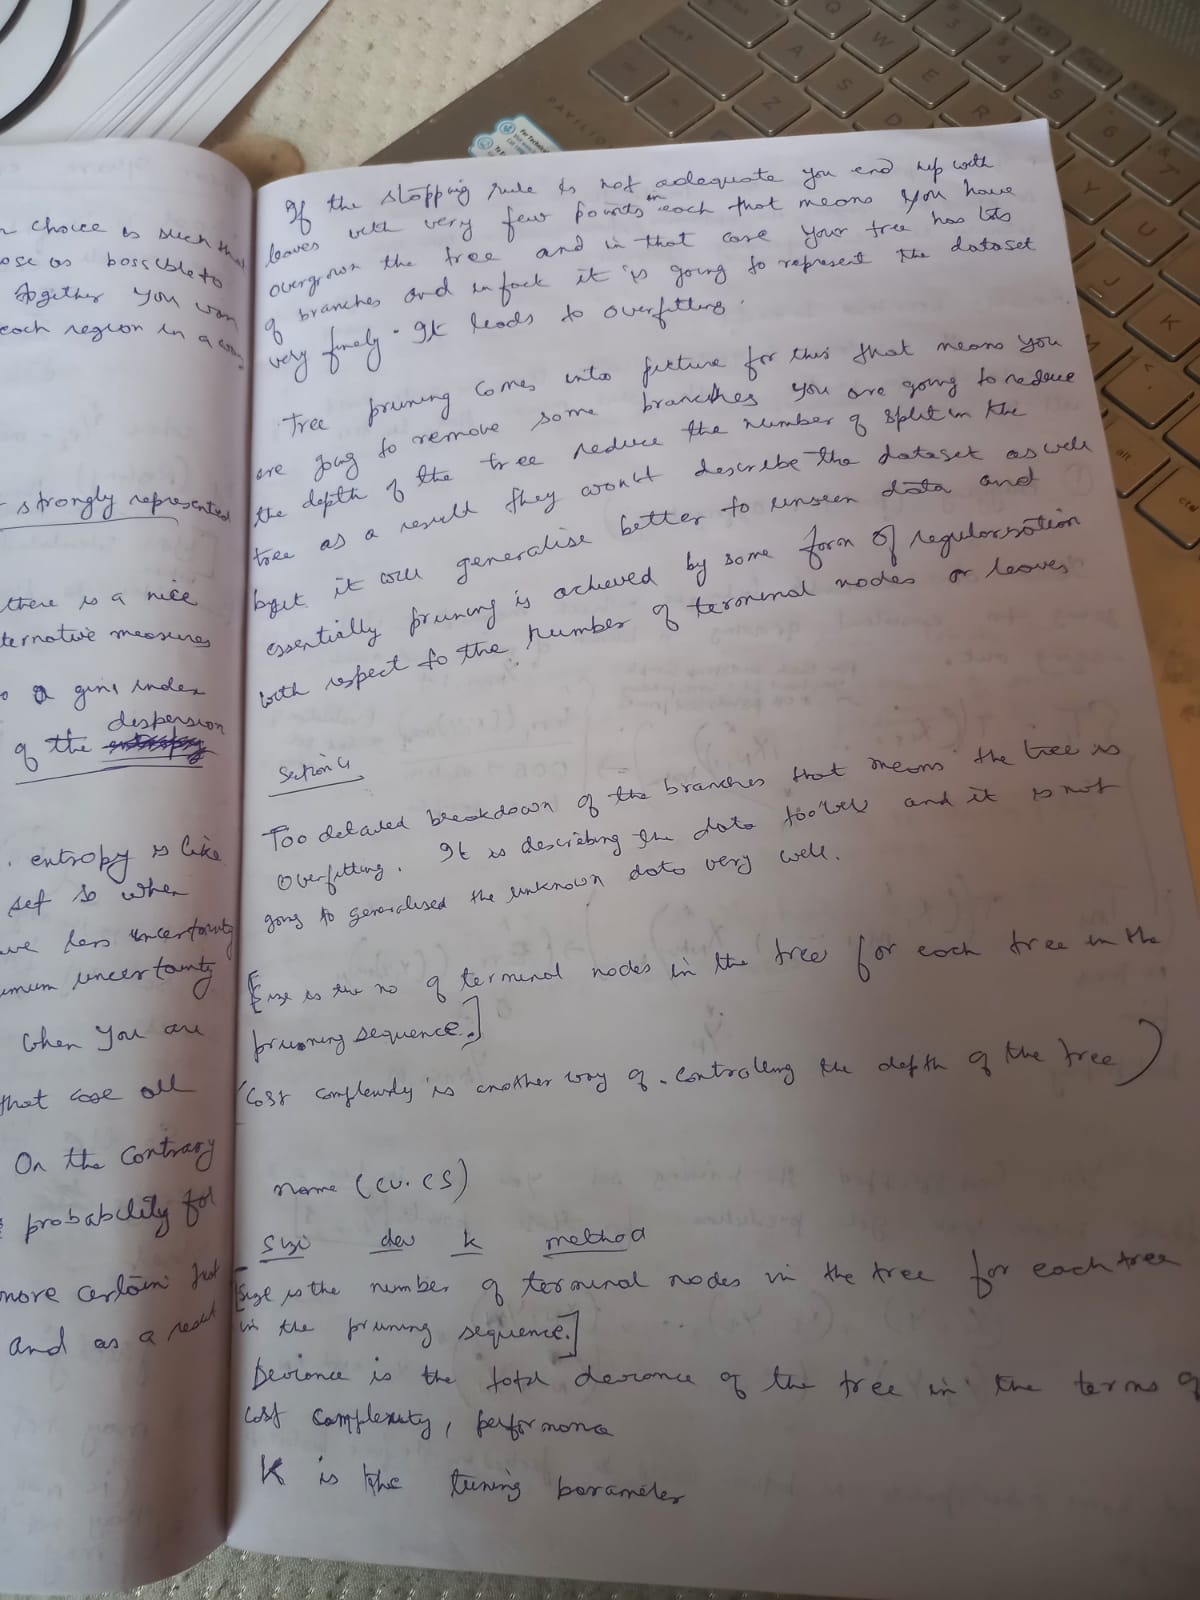 n choice is such that
ose as possible to
together you wan
each region in a way
strongly represented
there is a nice
ternative measures
o a gini index
dispersion
of the
entropy is like
set so when
ave less uncertainty
imum uncertainty
when you are
that case all
On the contrary
probability for
more certain that
And as a result
If the stopping rule is not adequate you end up with
leaves with very few points in each that means you have
overgrown the tree and in that case your tree has lots
of branches and infact it is going to represent the dataset
very finely. It leads to overfitting.
Tree pruning comes into picture for this that means you
are going to remove some branches you are going to reduce
the depth of the tree reduce the number of split in the
tree as a result they won't describe the dataset as well
but it will generalise better to unseen data and
essentially pruning is achieved by some form of regularisation
with respect to the number of terminal nodes or leaves
Section 4
Too detailed breakdown of the branches that means the tree is
overfitting. It is describing the data too well and it is not
going to generalised the unknown data very well.
[Size is the no of terminal nodes in the tree for each tree in the
pruning sequence.]
(Cost complexity is another way of controlling the depth of the tree)
name (cv.cs)
Size dev k method
[Size is the number of terminal nodes in the tree for each tree
in the pruning sequence.]
Deviance is the total deviance of the tree in the terms of
cost complexity, performance
K is the tuning parameter
PAVILIO
Q
W
E
A
S
D
R
Z
3
4
5
6
Y
U
J
K
alt
ctrl